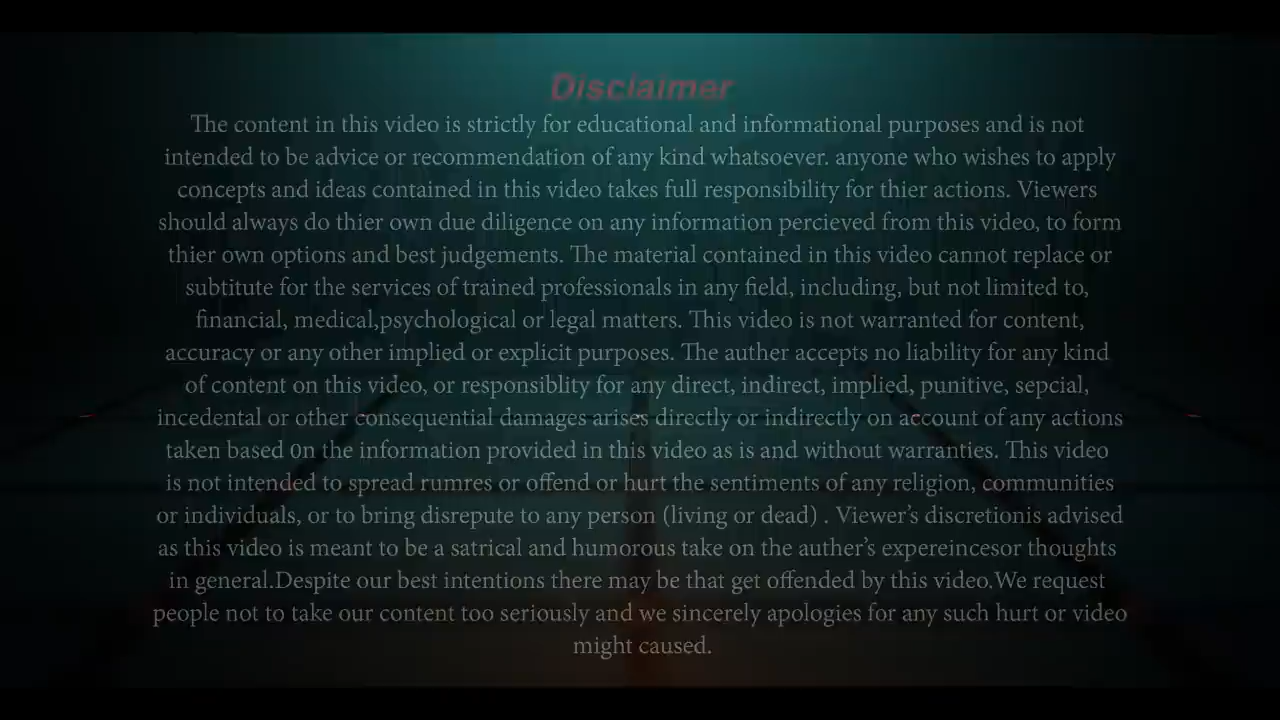 Disclaimer
The content in this video is strictly for educational and informational purposes and is not
intended to be advice or recommendation of any kind whatsoever. anyone who wishes to apply
concepts and ideas contained in this video takes full responsibility for thier actions. Viewers
should always do thier own due diligence on any information percieved from this video, to form
thier own options and best judgements. The material contained in this video cannot replace or
subtitute for the services of trained professionals in any field, including, but not limited to,
financial, medical,psychological or legal matters. This video is not warranted for content,
accuracy or any other implied or explicit purposes. The auther accepts no liability for any kind
of content on this video, or responsiblity for any direct, indirect, implied, punitive, sepcial,
incedental or other consequential damages arises directly or indirectly on account of any actions
taken based 0n the information provided in this video as is and without warranties. This video
is not intended to spread rumres or offend or hurt the sentiments of any religion, communities
or individuals, or to bring disrepute to any person (living or dead) . Viewer's discretionis advised
as this video is meant to be a satrical and humorous take on the auther's expereincesor thoughts
in general.Despite our best intentions there may be that get offended by this video.We request
people not to take our content too seriously and we sincerely apologies for any such hurt or video
might caused.